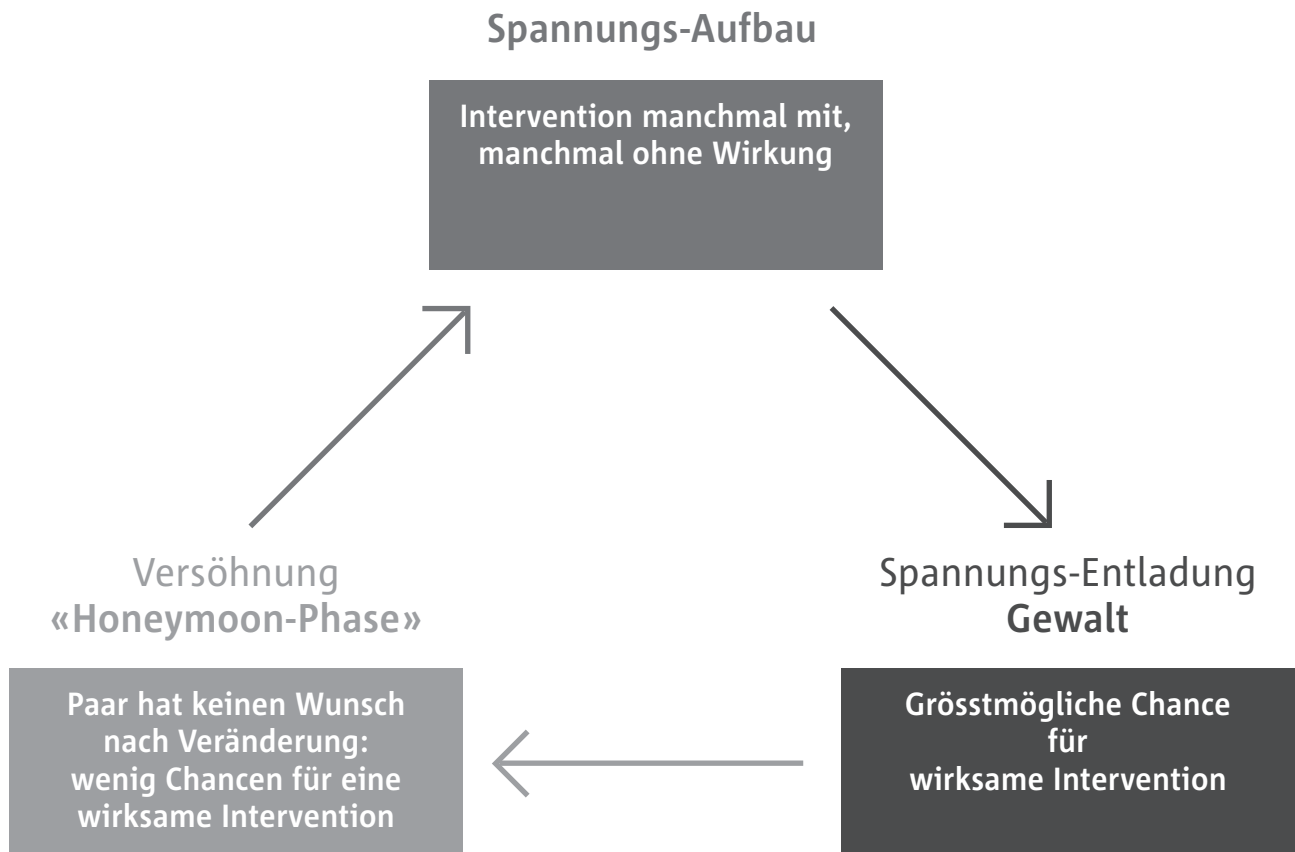 Spannungs-Aufbau
Intervention manchmal mit,
manchmal ohne Wirkung
Versöhnung
«Honeymoon-Phase»
Paar hat keinen Wunsch
nach Veränderung:
wenig Chancen für eine
wirksame Intervention
Spannungs-Entladung
Gewalt
Grösstmögliche Chance
für
wirksame Intervention